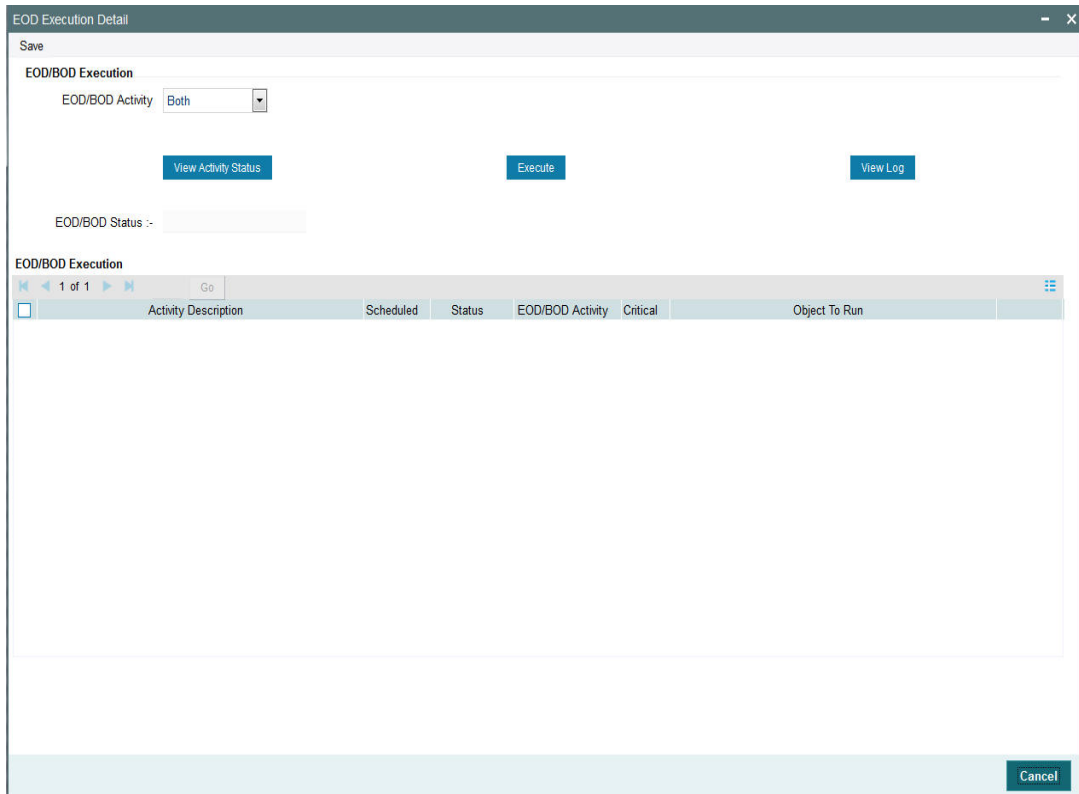 EOD Execution Detail
Save
EOD/BOD Execution
EOD/BOD Activity Both
View Activity Status Execute View Log
EOD/BOD Status :-
EOD/BOD Execution
1 of 1 Go
Activity Description Scheduled Status EOD/BOD Activity Critical Object To Run
Cancel